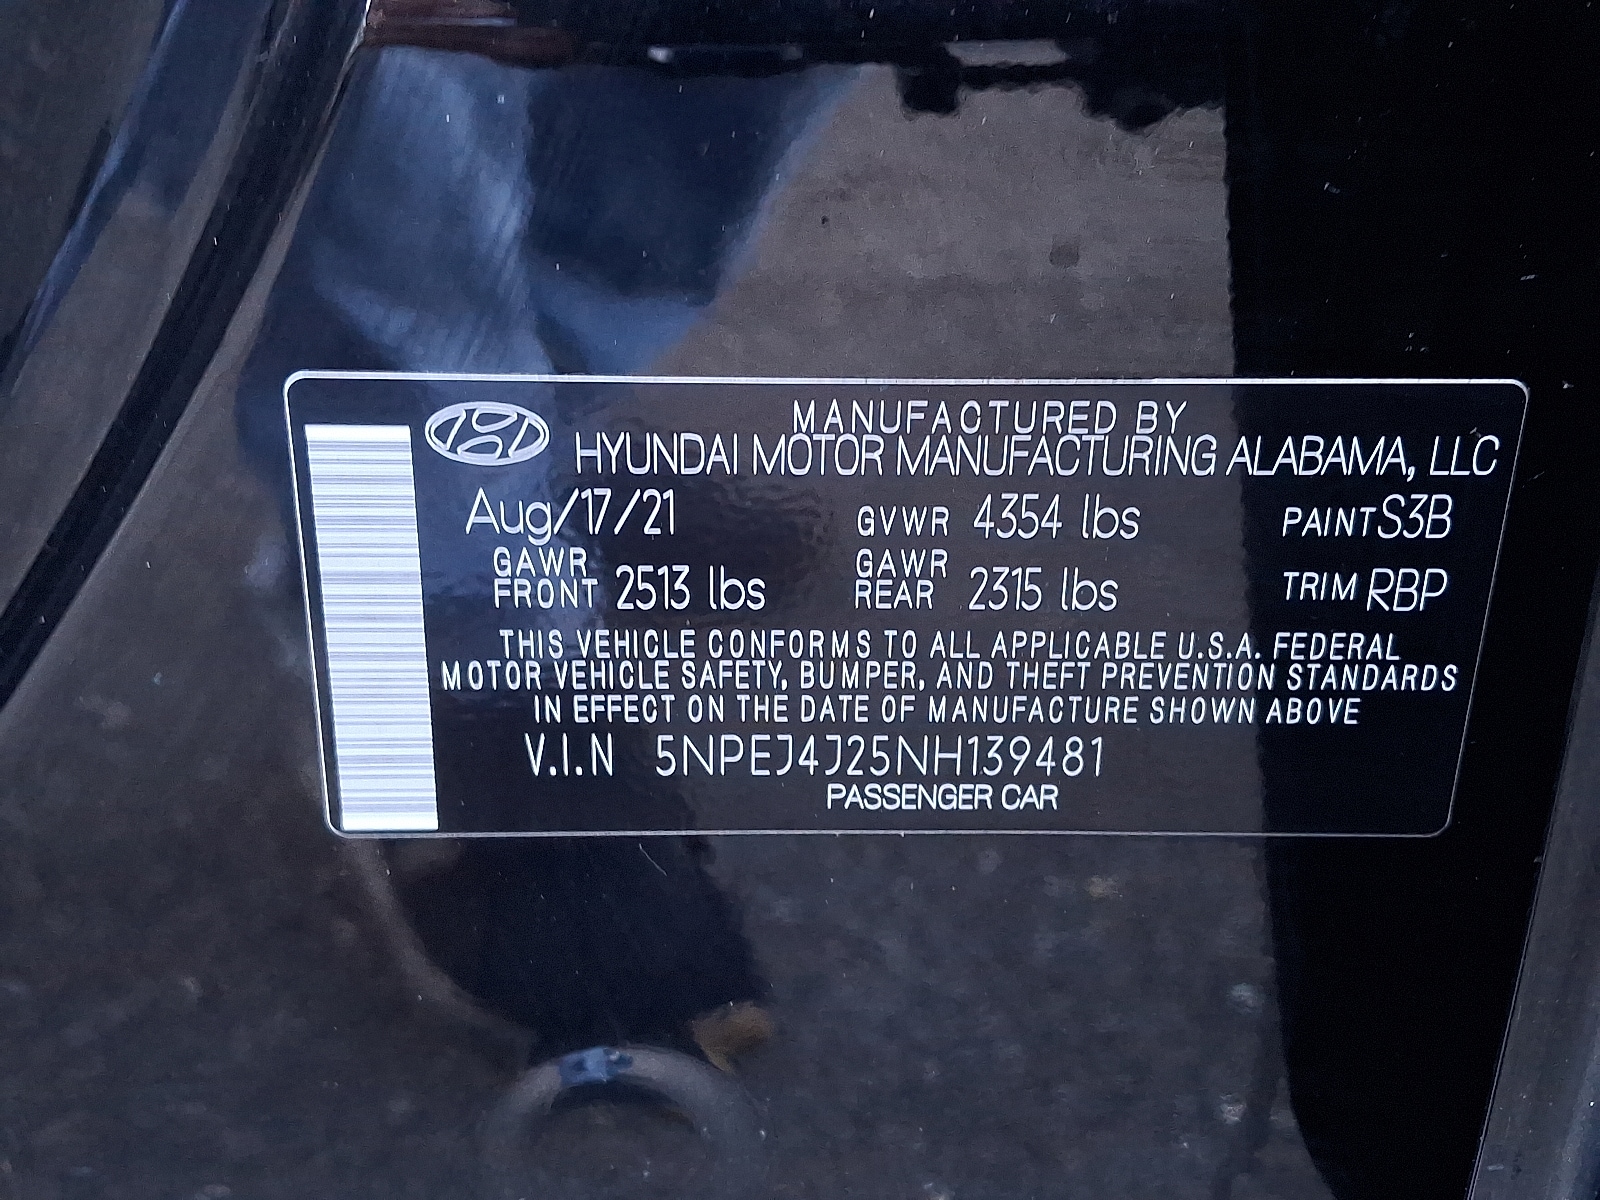 MANUFACTURED BY
HYUNDAI MOTOR MANUFACTURING ALABAMA, LLC
Aug/17/21 GVWR 4354 lbs PAINT S3B
GAWR FRONT 2513 lbs GAWR REAR 2315 lbs TRIM RBP
THIS VEHICLE CONFORMS TO ALL APPLICABLE U.S.A. FEDERAL
MOTOR VEHICLE SAFETY, BUMPER, AND THEFT PREVENTION STANDARDS
IN EFFECT ON THE DATE OF MANUFACTURE SHOWN ABOVE
V.I.N 5NPEJ4J25NH139481
PASSENGER CAR